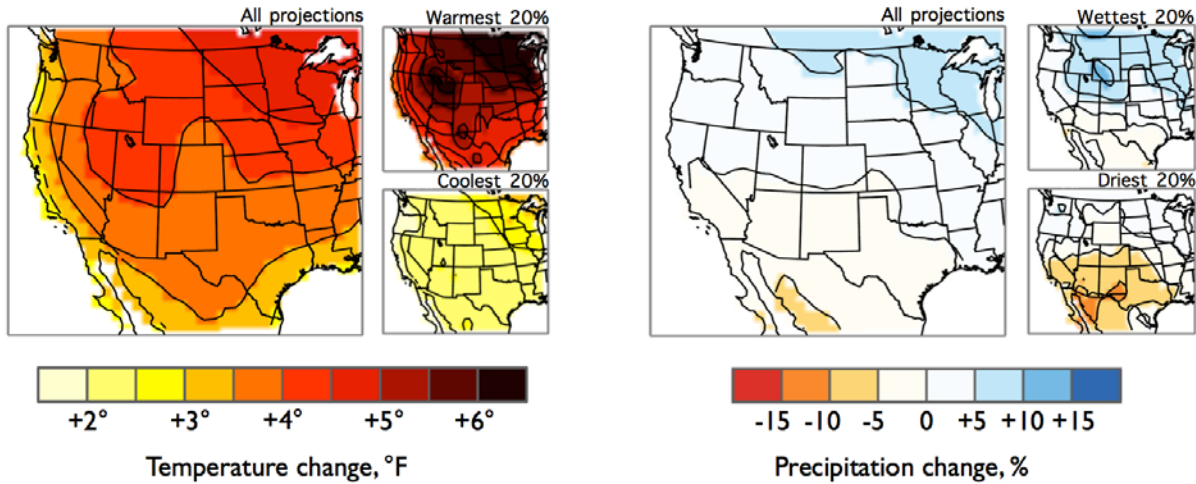 All projections
Warmest 20%
Coolest 20%
+2° +3° +4° +5° +6°
Temperature change, °F
All projections
Wettest 20%
Driest 20%
-15 -10 -5 0 +5 +10 +15
Precipitation change, %